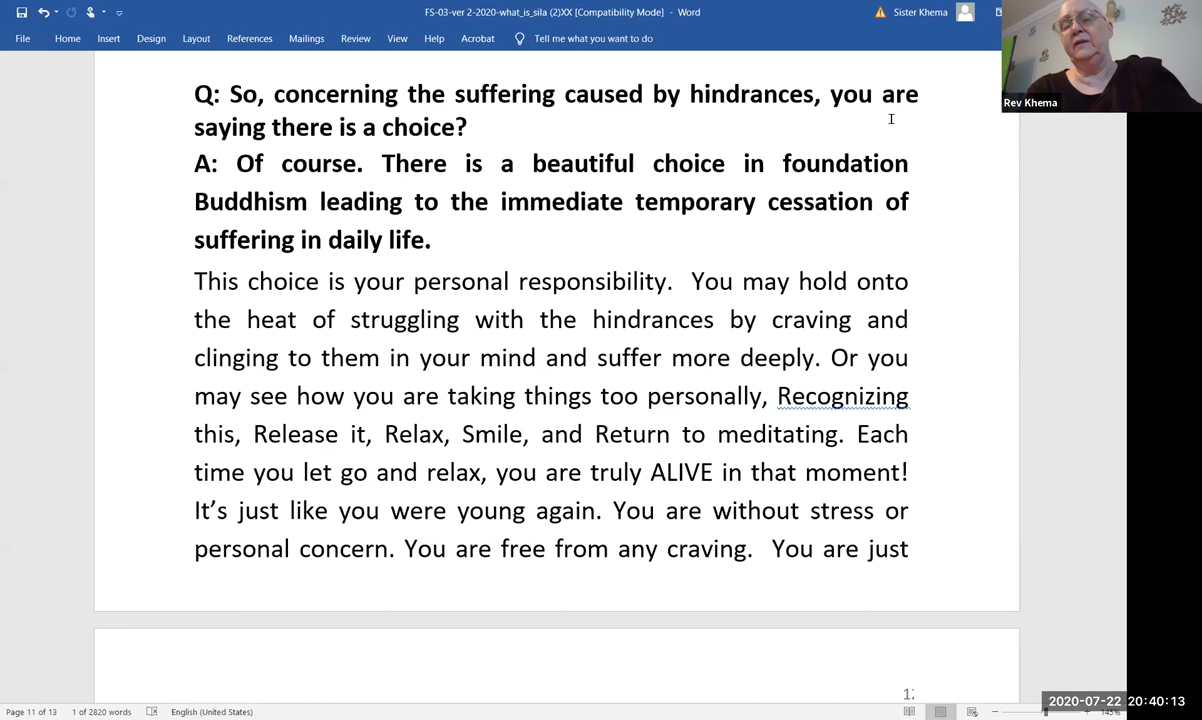 FS-03-ver 2-2020-what_is_sila (2)XX [Compatibility Mode] - Word
Sister Khema
File Home Insert Design Layout References Mailings Review View Help Acrobat Tell me what you want to do
Rev Khema
Q: So, concerning the suffering caused by hindrances, you are
saying there is a choice?
A: Of course. There is a beautiful choice in foundation
Buddhism leading to the immediate temporary cessation of
suffering in daily life.
This choice is your personal responsibility. You may hold onto
the heat of struggling with the hindrances by craving and
clinging to them in your mind and suffer more deeply. Or you
may see how you are taking things too personally, Recognizing
this, Release it, Relax, Smile, and Return to meditating. Each
time you let go and relax, you are truly ALIVE in that moment!
It’s just like you were young again. You are without stress or
personal concern. You are free from any craving. You are just
12
Page 11 of 13 1 of 2820 words English (United States)
2020-07-22 20:40:13
145%